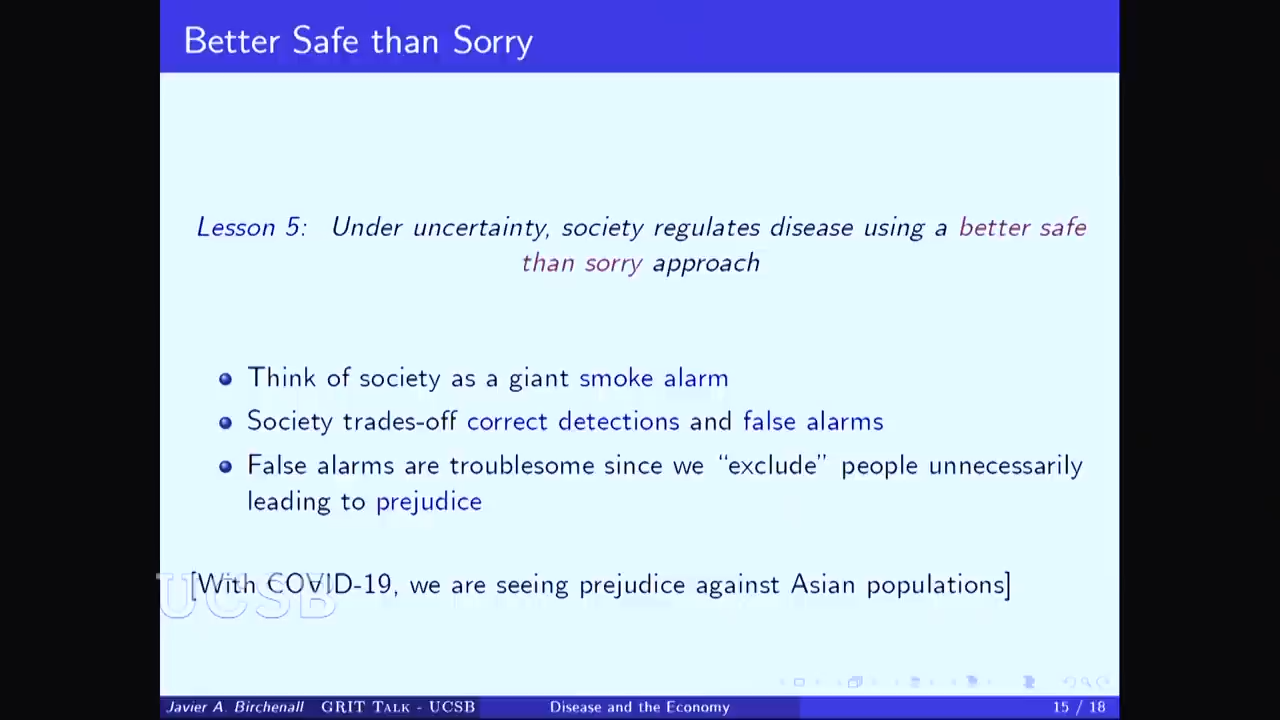 Better Safe than Sorry
Lesson 5: Under uncertainty, society regulates disease using a better safe
than sorry approach
Think of society as a giant smoke alarm
Society trades-off correct detections and false alarms
False alarms are troublesome since we “exclude” people unnecessarily
leading to prejudice
[With COVID-19, we are seeing prejudice against Asian populations]
UCSB
Javier A. Birchenall GRIT Talk - UCSB Disease and the Economy 15 / 18